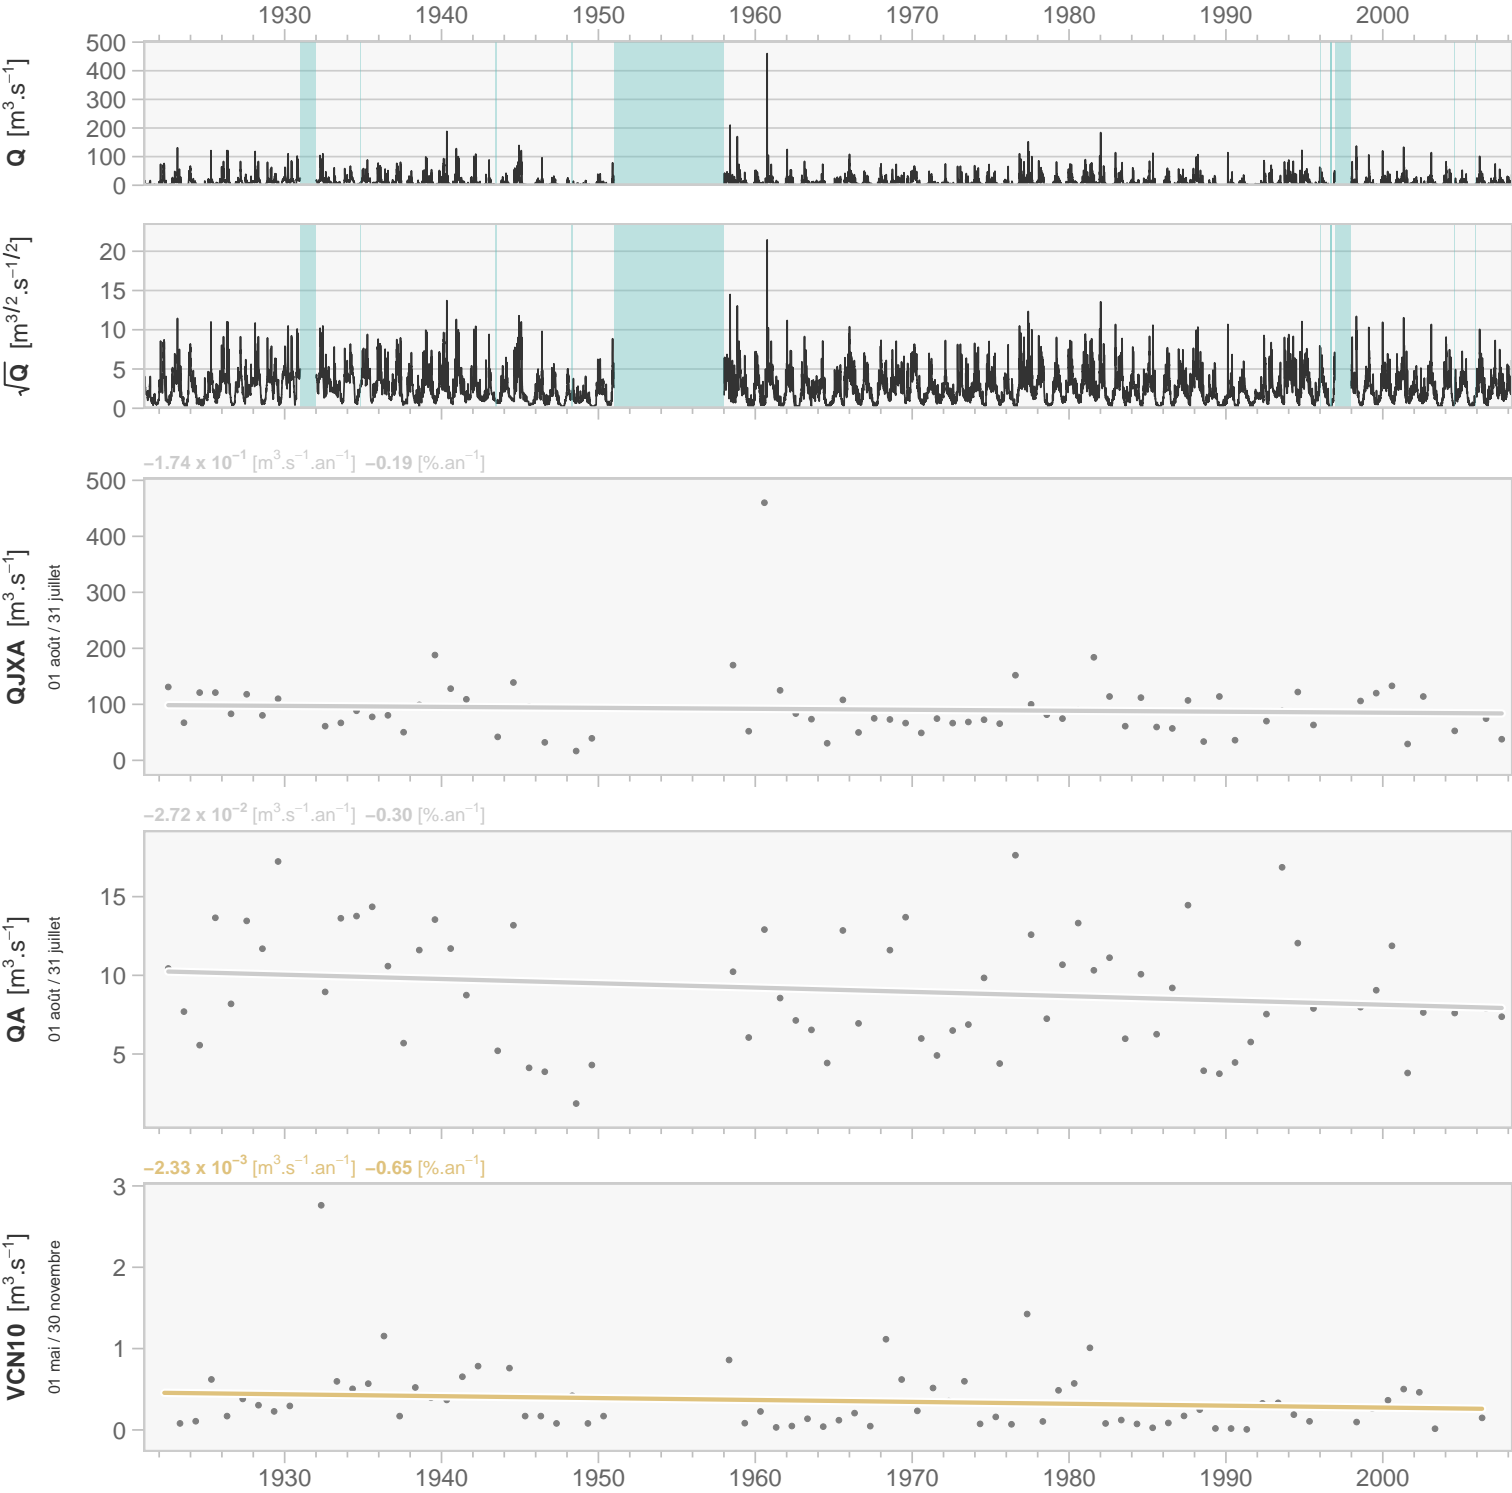 1930 1940 1950 1960 1970 1980 1990 2000
Q [m³.s⁻¹]
500
400
300
200
100
0
√Q [m³/².s⁻¹/²]
20
15
10
5
0
−1.74 x 10⁻¹ [m³.s⁻¹.an⁻¹] −0.19 [%.an⁻¹]
QJXA [m³.s⁻¹]
01 août / 31 juillet
500
400
300
200
100
0
−2.72 x 10⁻² [m³.s⁻¹.an⁻¹] −0.30 [%.an⁻¹]
QA [m³.s⁻¹]
01 août / 31 juillet
15
10
5
−2.33 x 10⁻³ [m³.s⁻¹.an⁻¹] −0.65 [%.an⁻¹]
VCN10 [m³.s⁻¹]
01 mai / 30 novembre
3
2
1
0
1930 1940 1950 1960 1970 1980 1990 2000